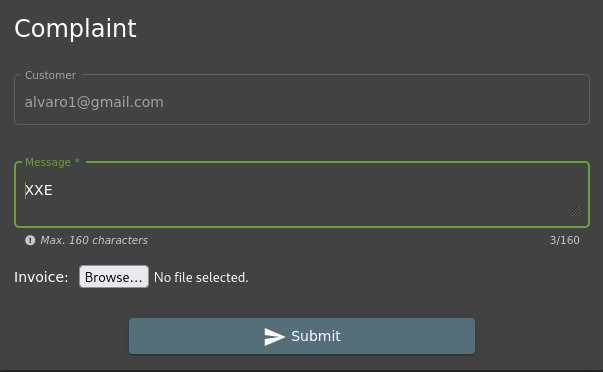 Complaint
Customer
alvaro1@gmail.com
Message *
XXE
Max. 160 characters 3/160
Invoice: Browse... No file selected.
Submit